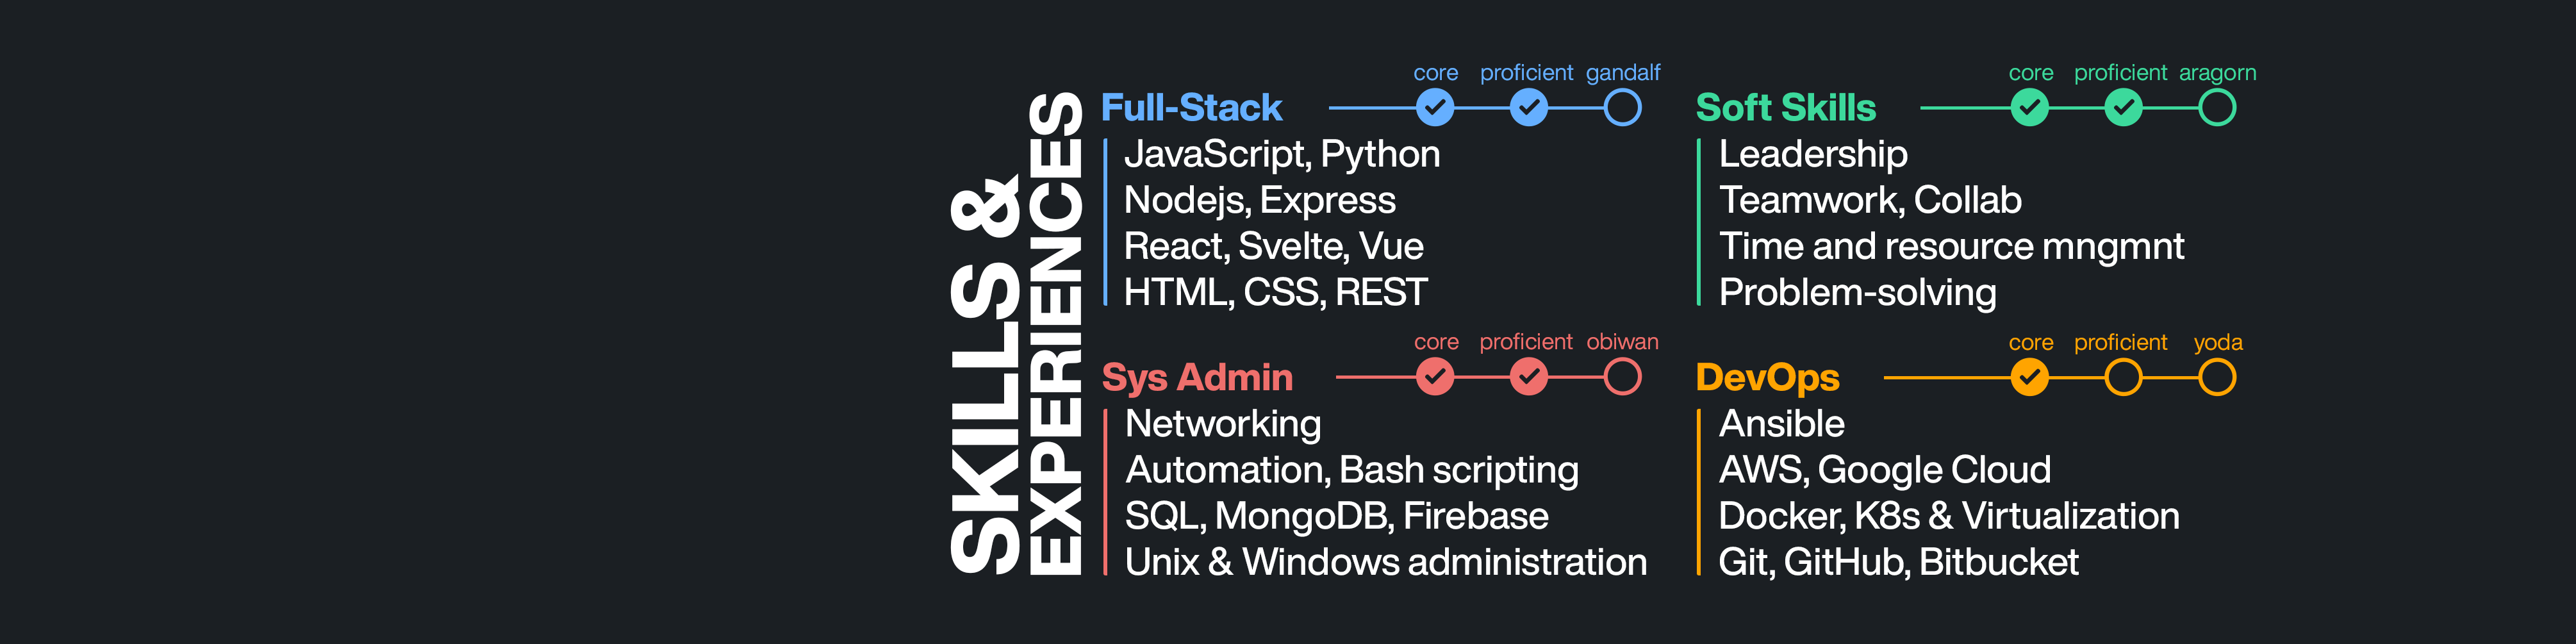 SKILLS &
EXPERIENCES
core proficient gandalf
Full-Stack
JavaScript, Python
Nodejs, Express
React, Svelte, Vue
HTML, CSS, REST
core proficient aragorn
Soft Skills
Leadership
Teamwork, Collab
Time and resource mngmnt
Problem-solving
core proficient obiwan
Sys Admin
Networking
Automation, Bash scripting
SQL, MongoDB, Firebase
Unix & Windows administration
core proficient yoda
DevOps
Ansible
AWS, Google Cloud
Docker, K8s & Virtualization
Git, GitHub, Bitbucket